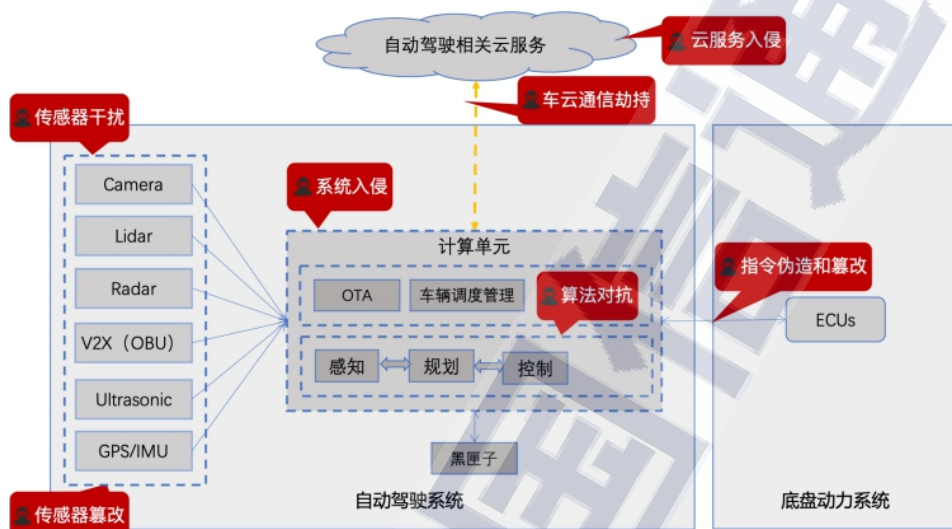 自动驾驶相关云服务
云服务入侵
车云通信劫持
传感器干扰
Camera
Lidar
Radar
V2X（OBU）
Ultrasonic
GPS/IMU
传感器篡改
系统入侵
计算单元
OTA
车辆调度管理
算法对抗
感知
规划
控制
黑匣子
自动驾驶系统
指令伪造和篡改
ECUs
底盘动力系统